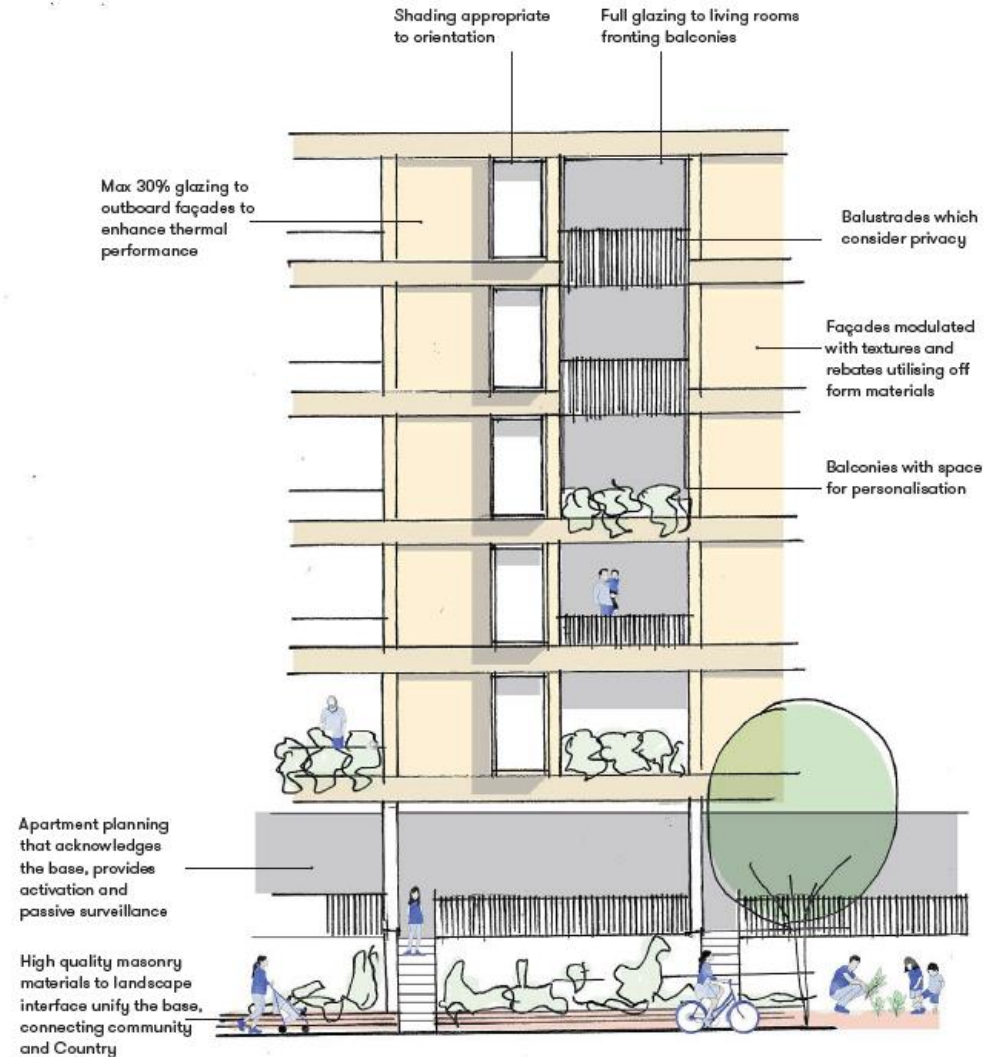 Shading appropriate
to orientation
Full glazing to living rooms
fronting balconies
Max 30% glazing to
outboard façades to
enhance thermal
performance
Balustrades which
consider privacy
Façades modulated
with textures and
rebates utilising off
form materials
Balconies with space
for personalisation
Apartment planning
that acknowledges
the base, provides
activation and
passive surveillance
High quality masonry
materials to landscape
interface unify the base,
connecting community
and Country